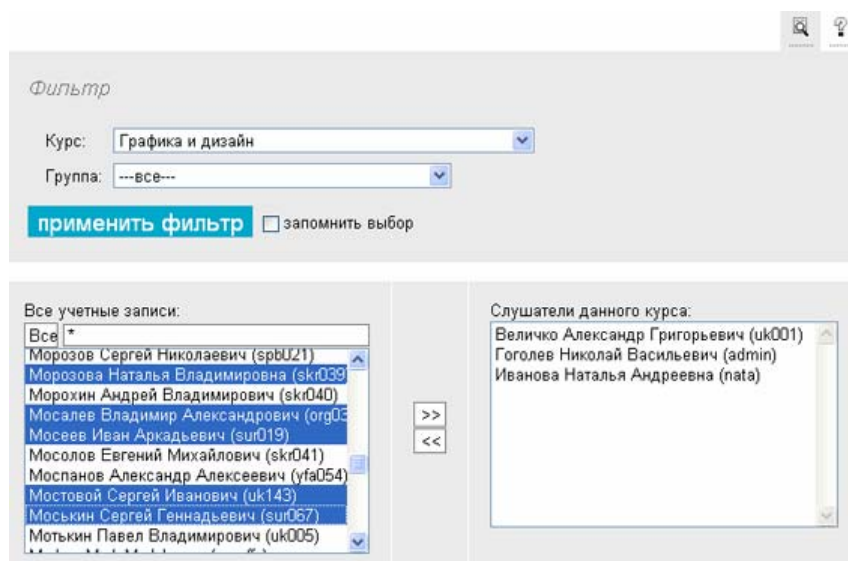 Фильтр
Курс: Графика и дизайн
Группа: ---все---
применить фильтр запомнить выбор
Все учетные записи:
Все *
Морозов Сергей Николаевич (spb021)
Морозова Наталья Владимировна (skr039
Морохин Андрей Владимирович (skr040)
Мосалев Владимир Александрович (org03
Мосеев Иван Аркадьевич (sur019)
Мосолов Евгений Михайлович (skr041)
Моспанов Александр Алексеевич (yfa054)
Мостовой Сергей Иванович (uk143)
Моськин Сергей Геннадьевич (sur067)
Мотькин Павел Владимирович (uk005)
>>
<<
Слушатели данного курса:
Величко Александр Григорьевич (uk001)
Гоголев Николай Васильевич (admin)
Иванова Наталья Андреевна (nata)